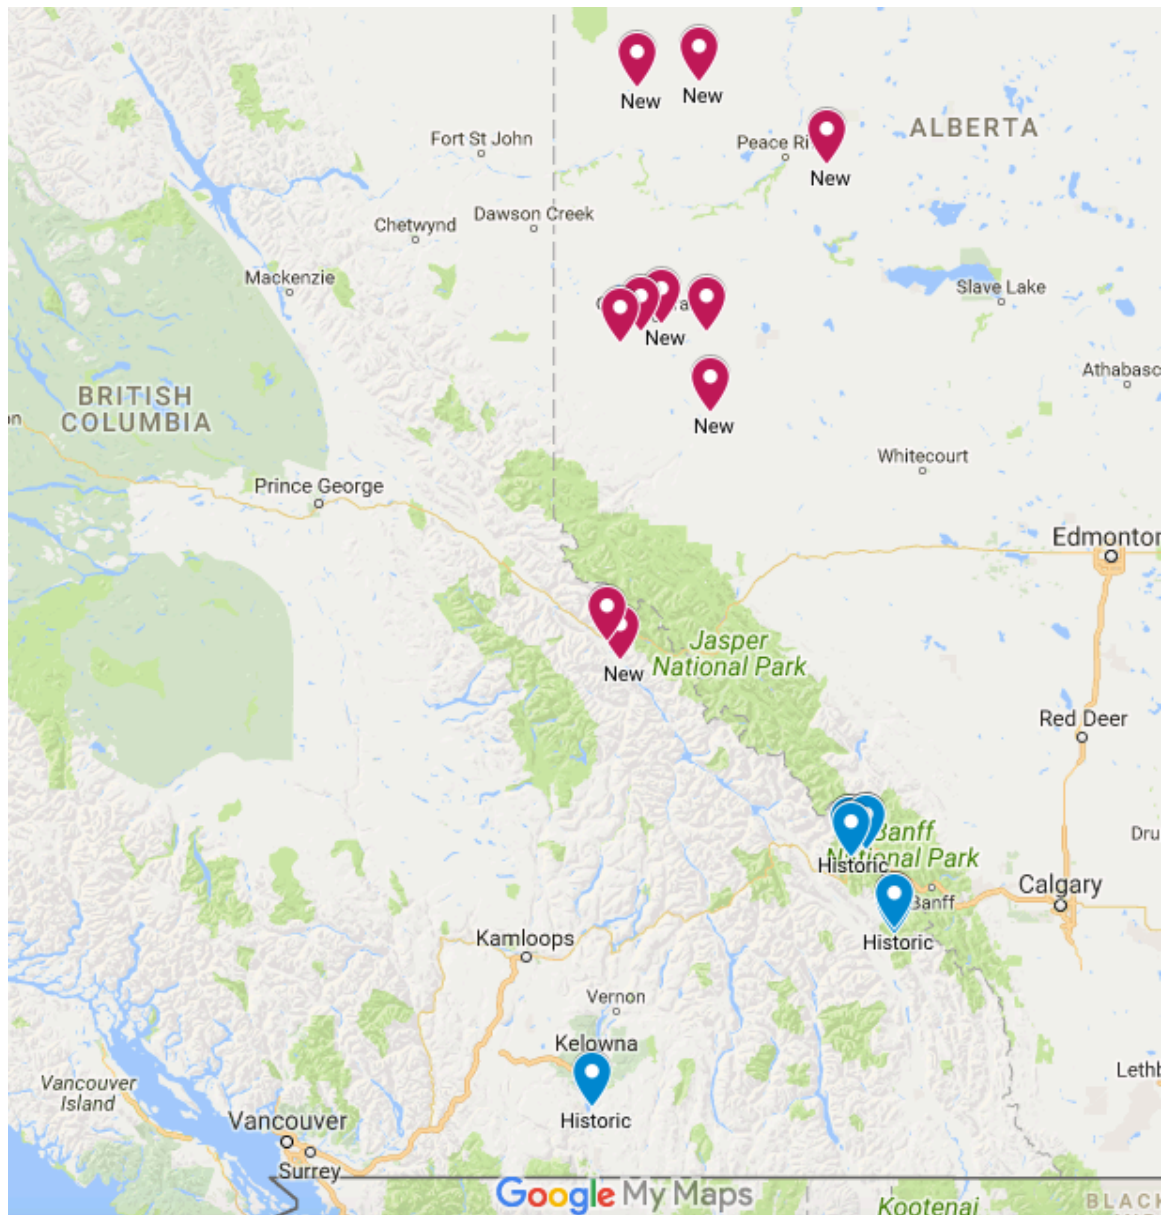 New
New
ALBERTA
Fort St John
Peace Ri
New
Dawson Creek
Chetwynd
Mackenzie
Slave Lake
New
Athabasc
BRITISH
COLUMBIA
on
New
Whitecourt
Prince George
Edmonton
Jasper
National Park
New
Red Deer
Banff
National Park
Historic
Dru
Calgary
Banff
Historic
Kamloops
Vernon
Kelowna
Lethb
Vancouver
Island
Historic
Vancouver
Surrey
Google My Maps
Kootenai
BLACK